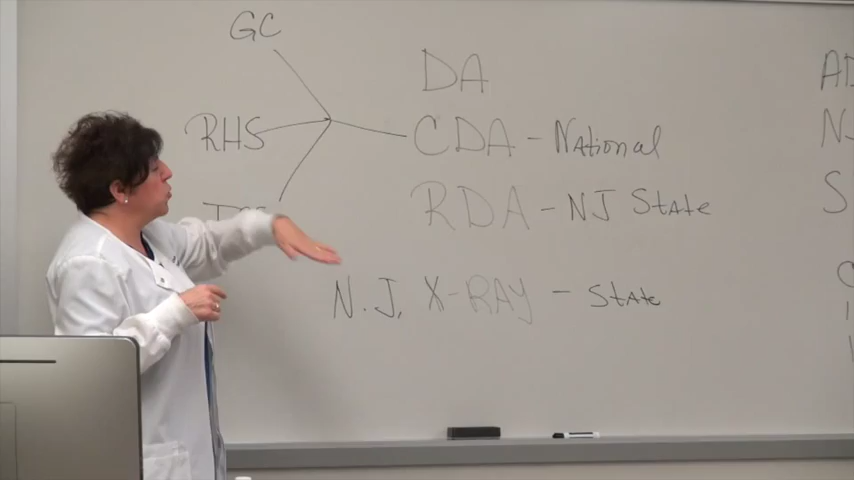 GC
DA
RHS
CDA - National
RDA - NJ State
N.J. X-RAY - State